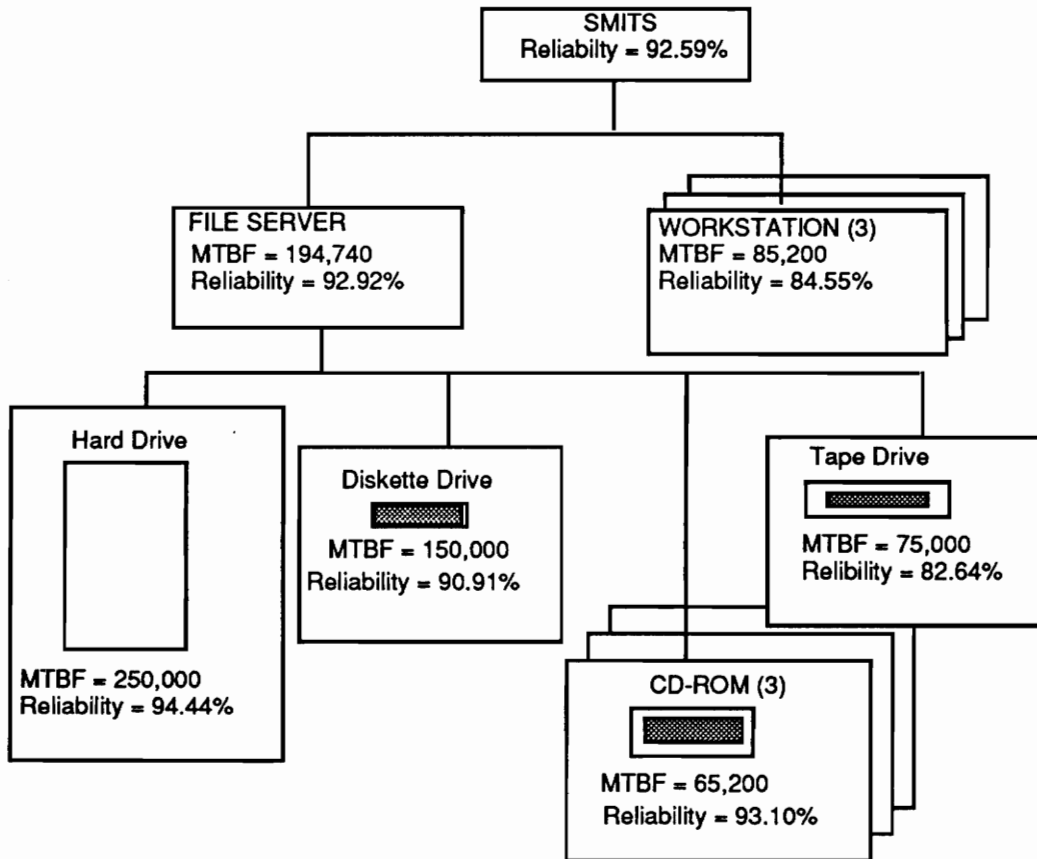 SMITS
Reliabilty = 92.59%
FILE SERVER
MTBF = 194,740
Reliability = 92.92%
WORKSTATION (3)
MTBF = 85,200
Reliability = 84.55%
Hard Drive
MTBF = 250,000
Reliability = 94.44%
Diskette Drive
MTBF = 150,000
Reliability = 90.91%
CD-ROM (3)
MTBF = 65,200
Reliability = 93.10%
Tape Drive
MTBF = 75,000
Relibility = 82.64%